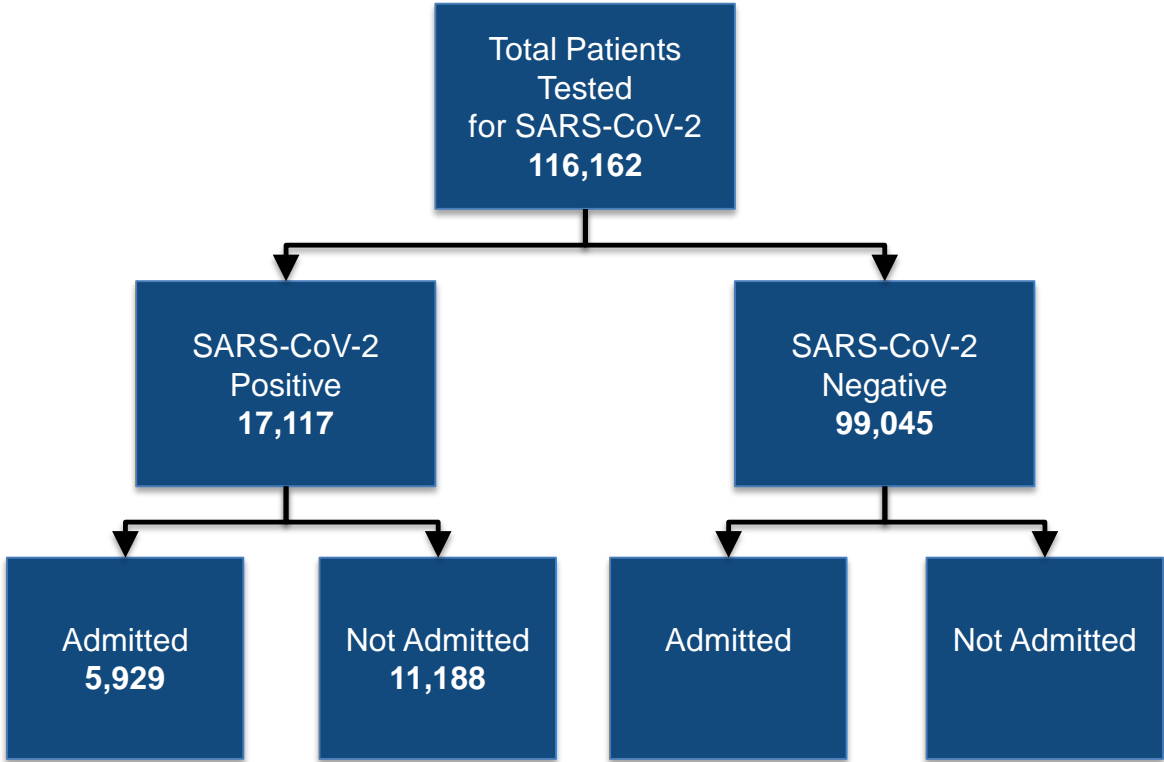 Total Patients
Tested
for SARS-CoV-2
116,162
SARS-CoV-2
Positive
17,117
SARS-CoV-2
Negative
99,045
Admitted
5,929
Not Admitted
11,188
Admitted
Not Admitted